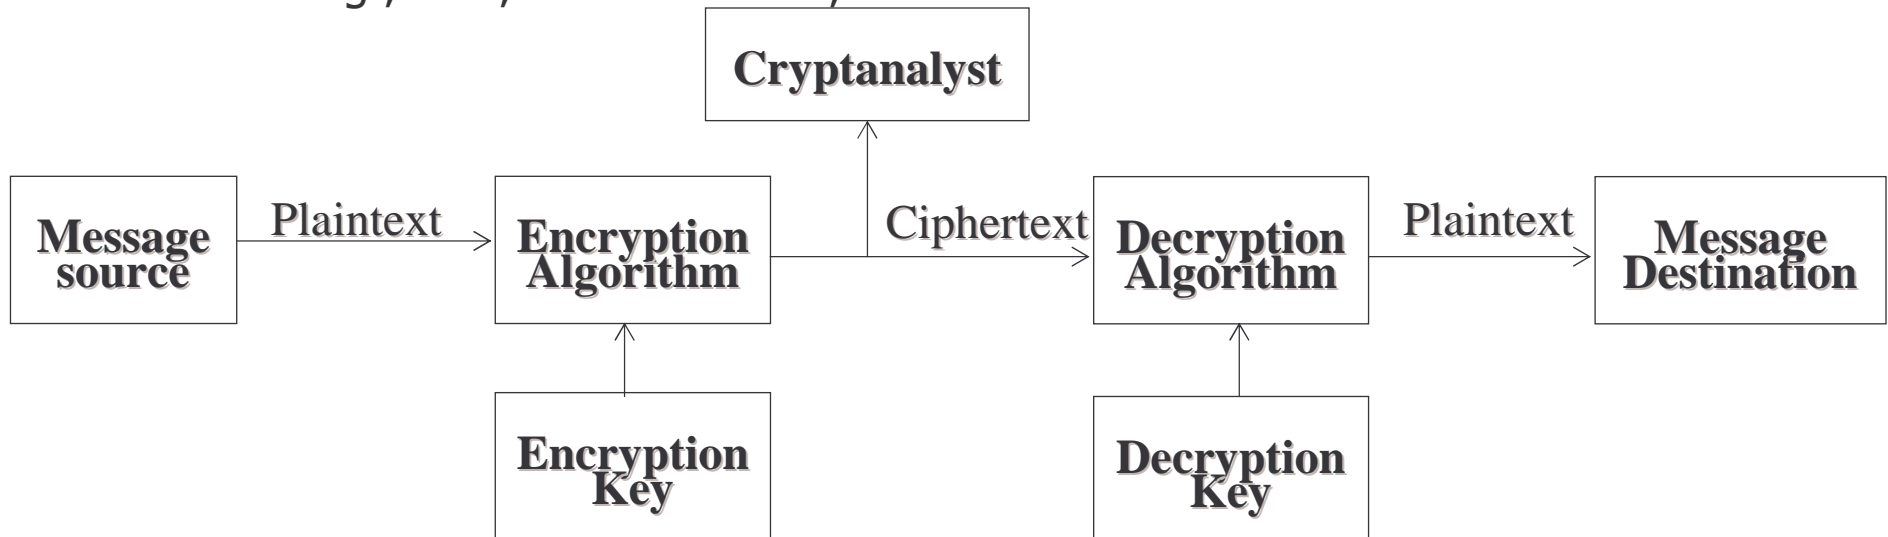 Cryptanalyst
Message
source
Plaintext
Encryption
Algorithm
Ciphertext
Decryption
Algorithm
Plaintext
Message
Destination
Encryption
Key
Decryption
Key